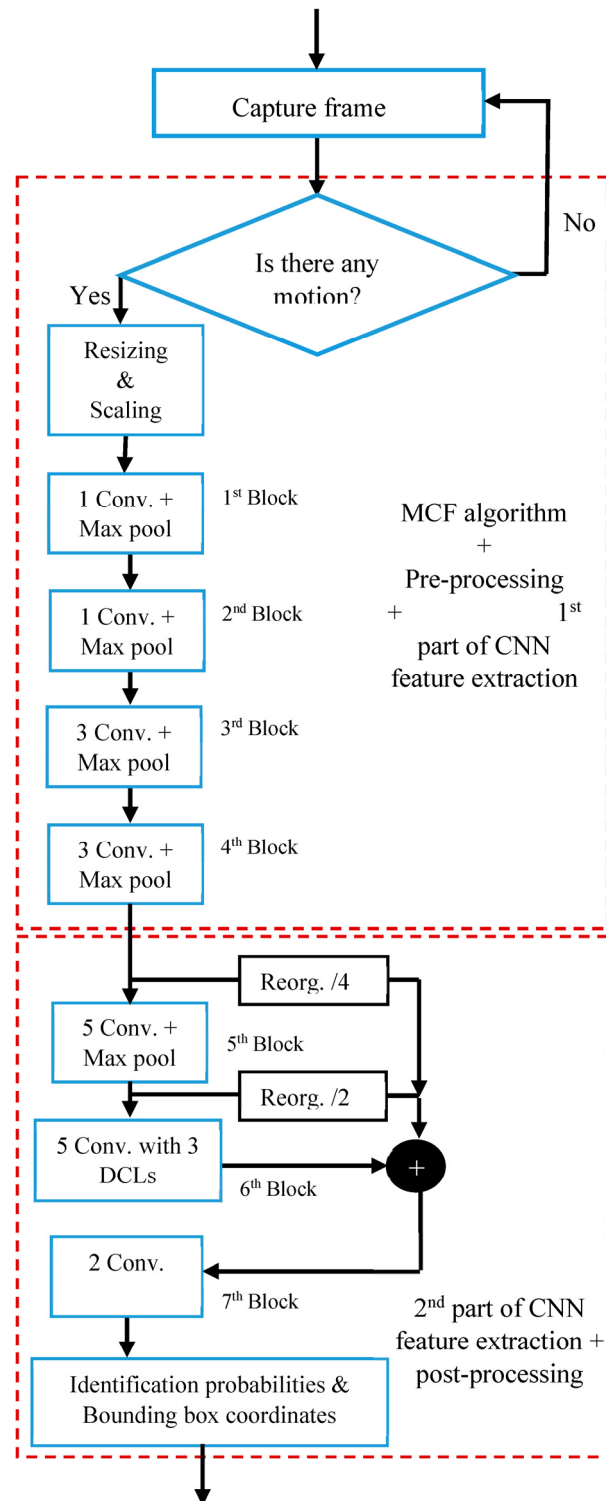 Capture frame
No
Is there any
motion?
Yes
Resizing
&
Scaling
1 Conv. +
Max pool
1st Block
MCF algorithm
+
Pre-processing
+ 1st
part of CNN
feature extraction
1 Conv. +
Max pool
2nd Block
3 Conv. +
Max pool
3rd Block
3 Conv. +
Max pool
4th Block
Reorg. /4
5 Conv. +
Max pool
5th Block
Reorg. /2
5 Conv. with 3
DCLs
+
6th Block
2 Conv.
7th Block
2nd part of CNN
feature extraction +
post-processing
Identification probabilities &
Bounding box coordinates